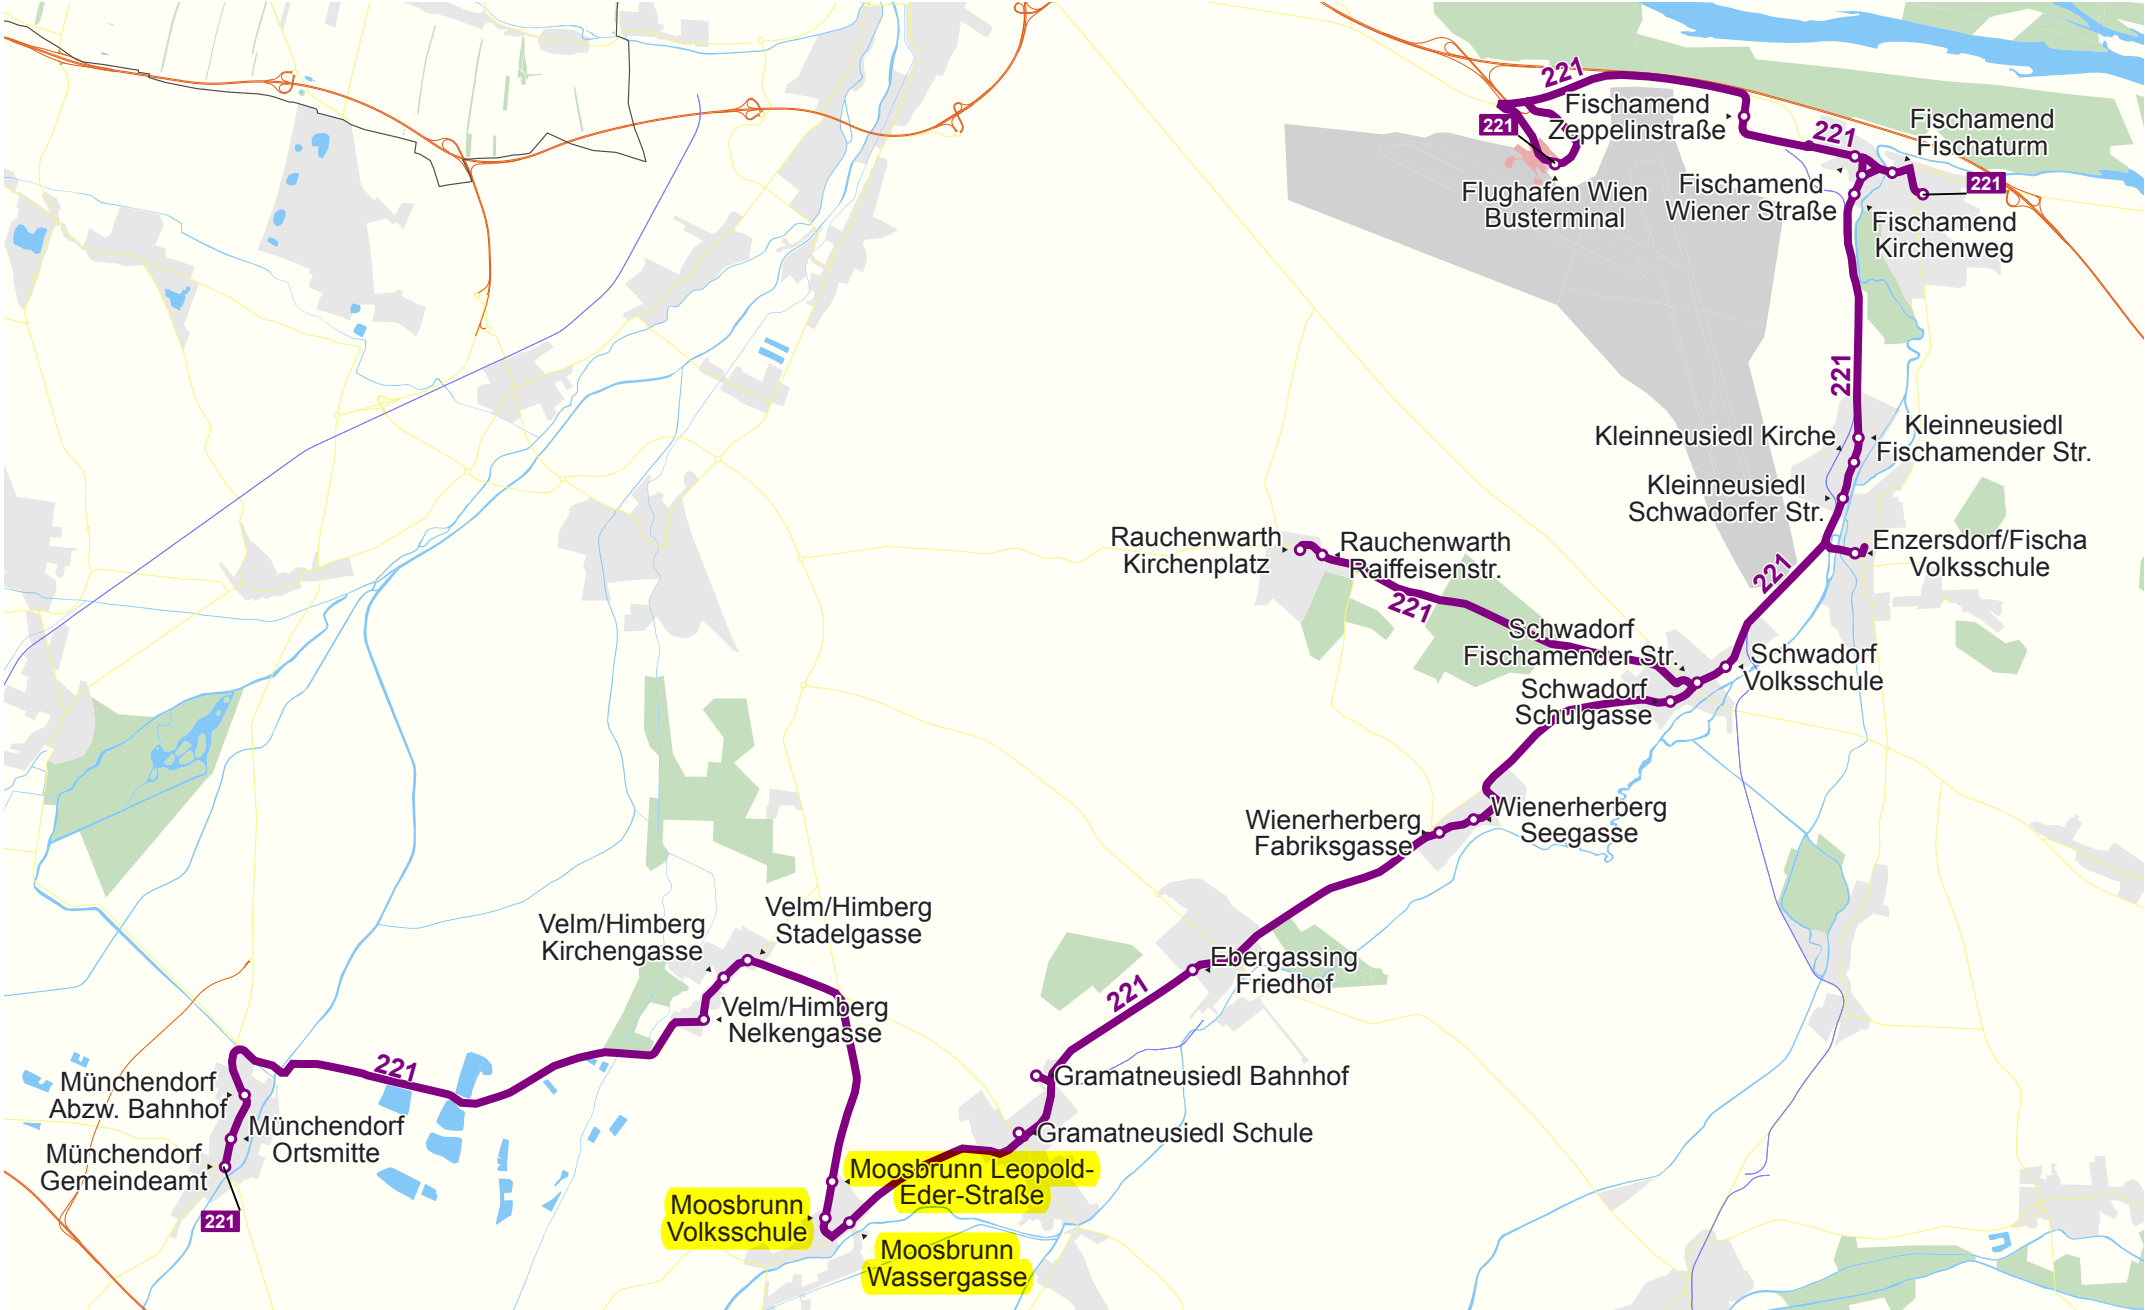 221
Fischamend
Zeppelinstraße
221
221
Fischamend
Fischaturm
Flughafen Wien
Busterminal
Fischamend
Wiener Straße
221
Fischamend
Kirchenweg
221
Kleinneusiedl Kirche
Kleinneusiedl
Fischamender Str.
Kleinneusiedl
Schwadorfer Str.
Rauchenwarth
Kirchenplatz
Rauchenwarth
Raiffeisenstr.
Enzersdorf/Fischa
Volksschule
221
221
Schwadorf
Fischamender Str.
Schwadorf
Volksschule
Schwadorf
Schulgasse
Wienerherberg
Fabriksgasse
Wienerherberg
Seegasse
Velm/Himberg
Kirchengasse
Velm/Himberg
Stadelgasse
Ebergassing
Friedhof
221
Velm/Himberg
Nelkengasse
221
Münchendorf
Abzw. Bahnhof
Gramatneusiedl Bahnhof
Münchendorf
Ortsmitte
Gramatneusiedl Schule
Münchendorf
Gemeindeamt
Moosbrunn Leopold-
Eder-Straße
Moosbrunn
Volksschule
221
Moosbrunn
Wassergasse